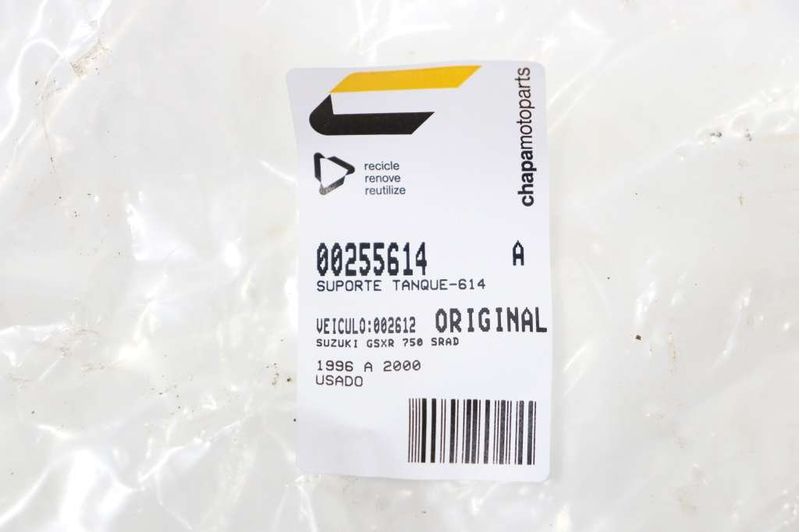 chapamotoparts
recicle
renove
reutilize
00255614 A
SUPORTE TANQUE-614
VEICULO:002612 ORIGINAL
SUZUKI GSXR 750 SRAD
1996 A 2000
USADO